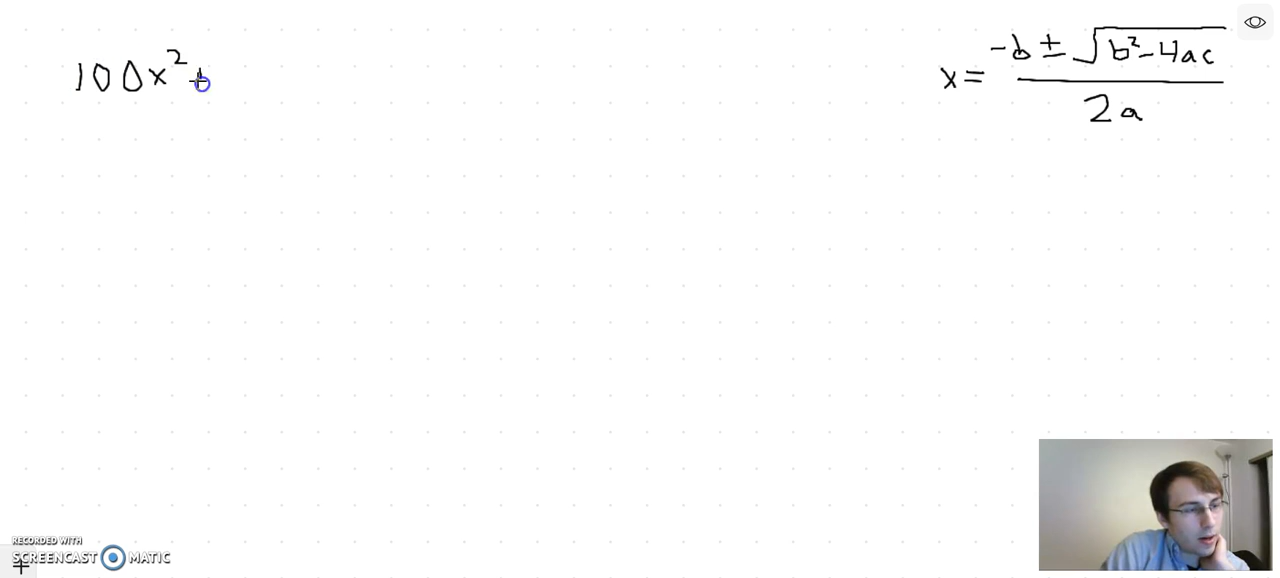 100x² +
x = -b ± √b² - 4ac
2a
RECORDED WITH
SCREENCAST MATIC